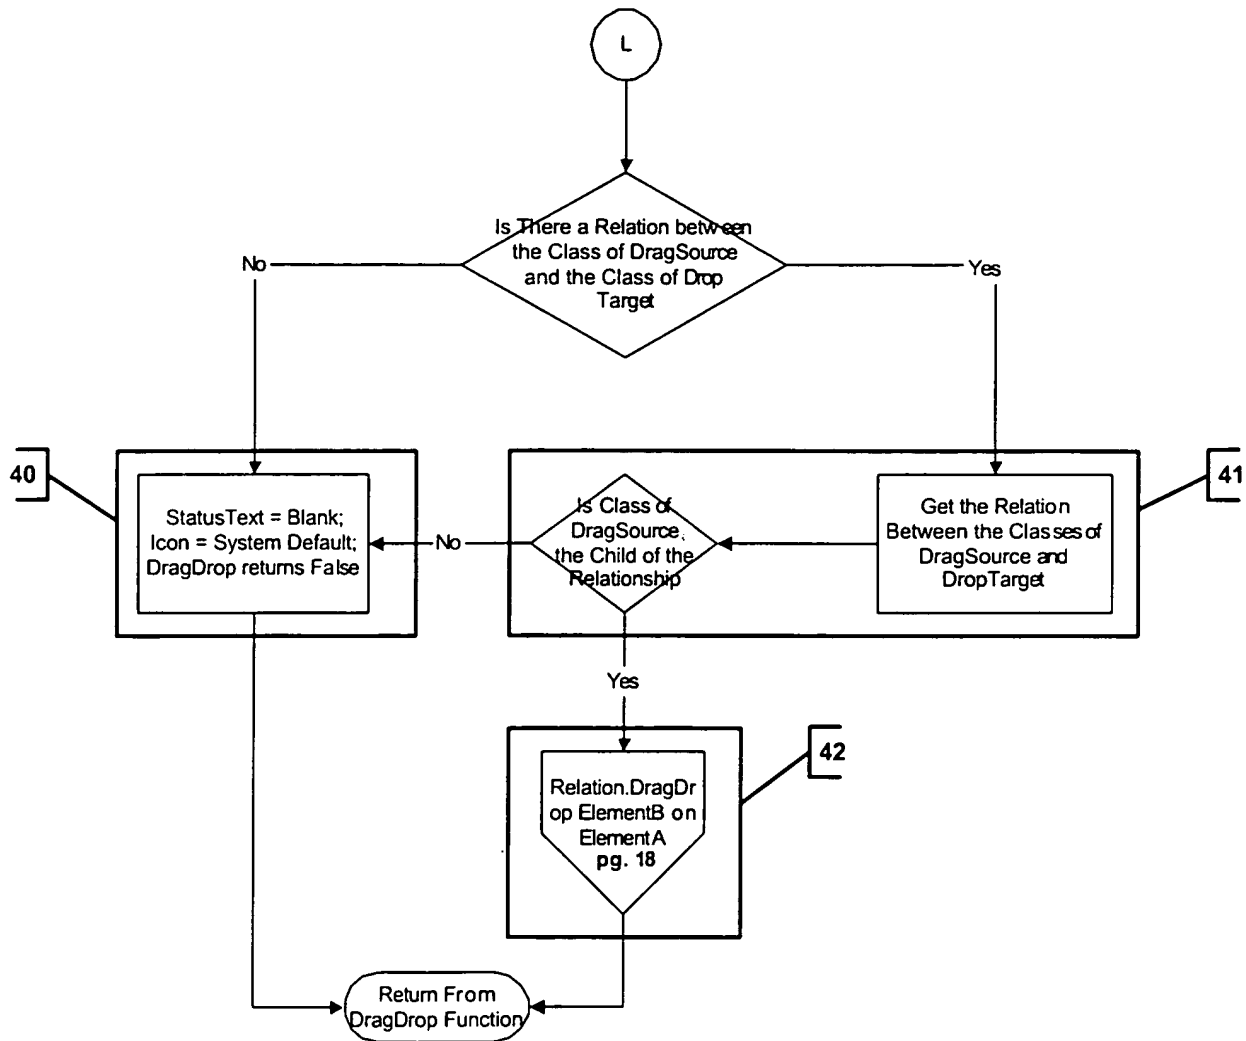 L
Is There a Relation between
the Class of DragSource
and the Class of Drop
Target
No
Yes
40
StatusText = Blank;
Icon = System Default;
DragDrop returns False
No
Is Class of
DragSource,
the Child of the
Relationship
Get the Relation
Between the Classes of
DragSource and
DropTarget
41
Yes
Relation.DragDr
op ElementB on
ElementA
pg. 18
42
Return From
DragDrop Function